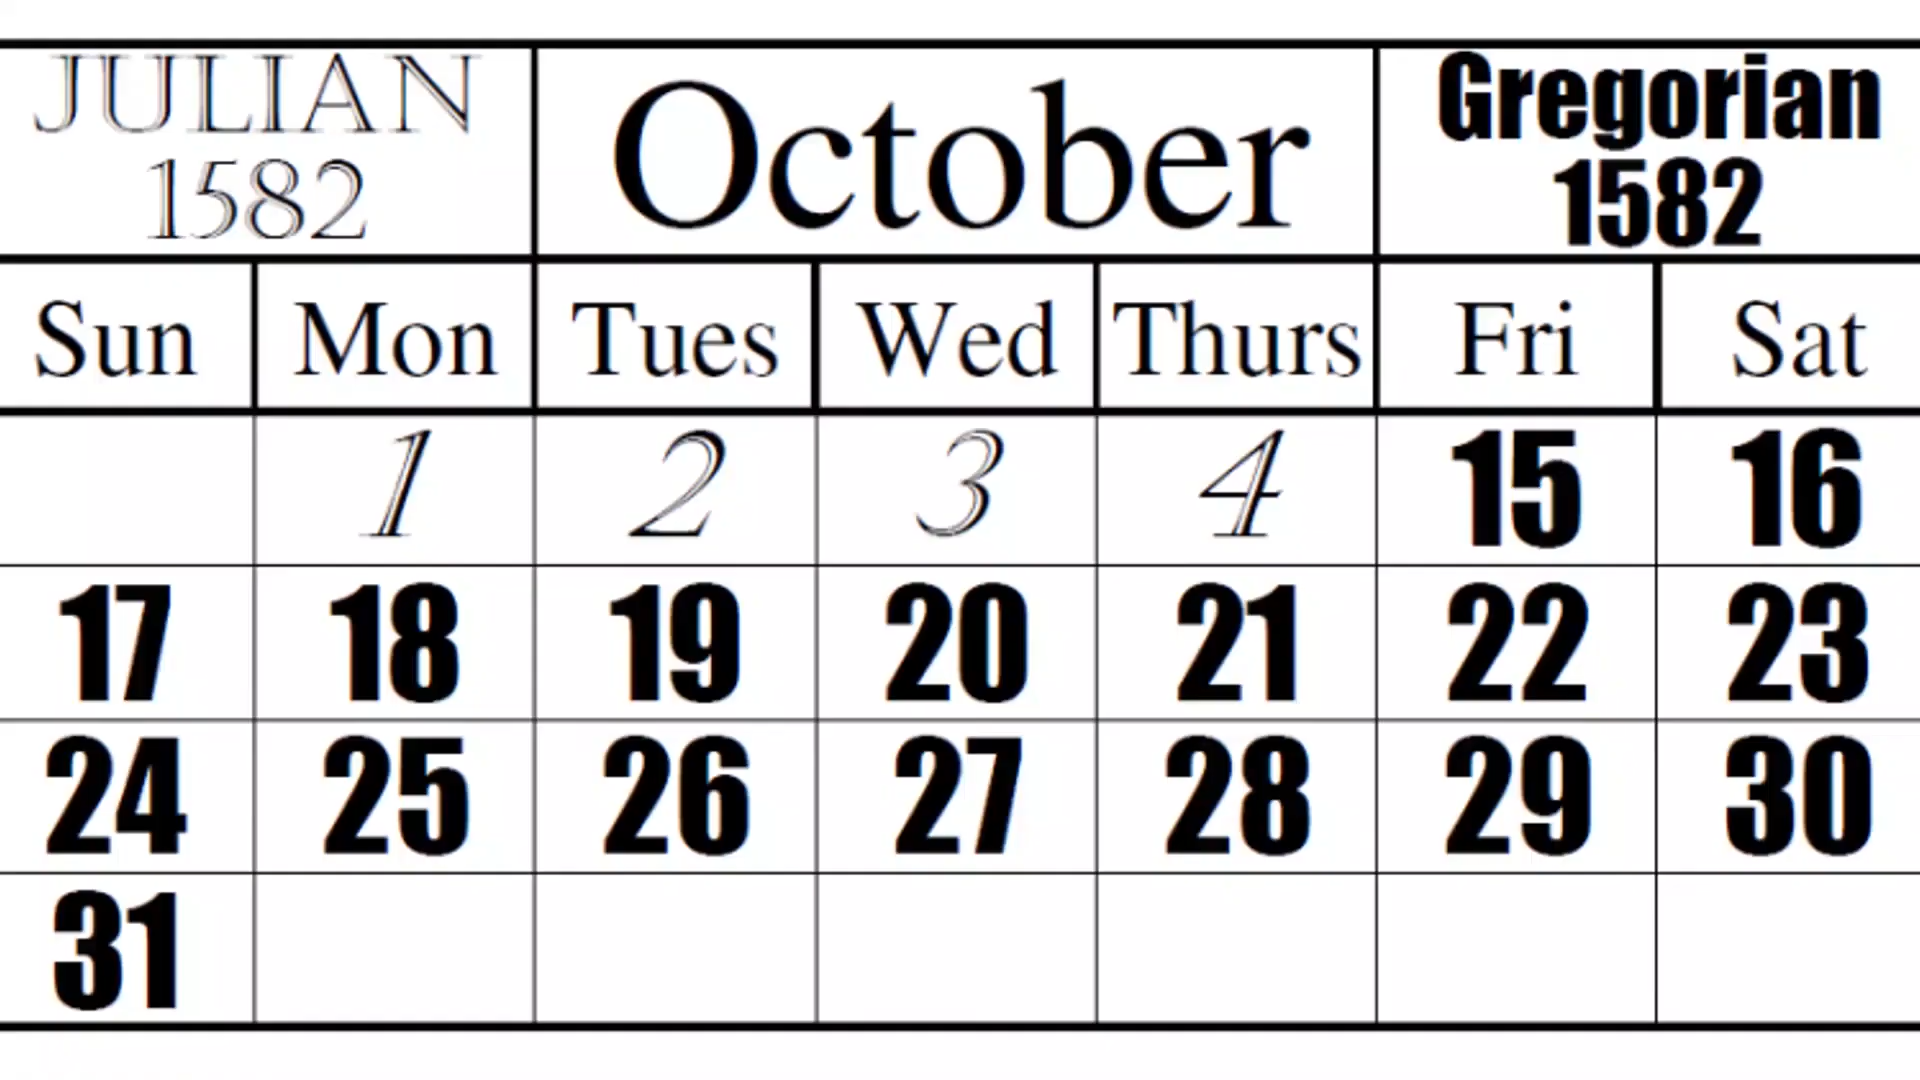 JULIAN
1582
October
Gregorian
1582
Sun Mon Tues Wed Thurs Fri Sat
1 2 3 4 15 16
17 18 19 20 21 22 23
24 25 26 27 28 29 30
31